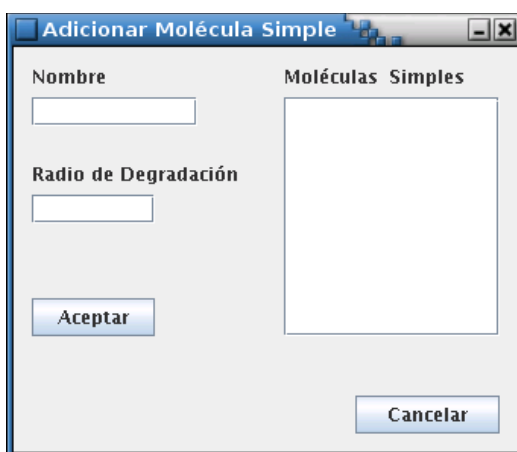 Adicionar Molécula Simple
Nombre
Moléculas Simples
Radio de Degradación
Aceptar
Cancelar